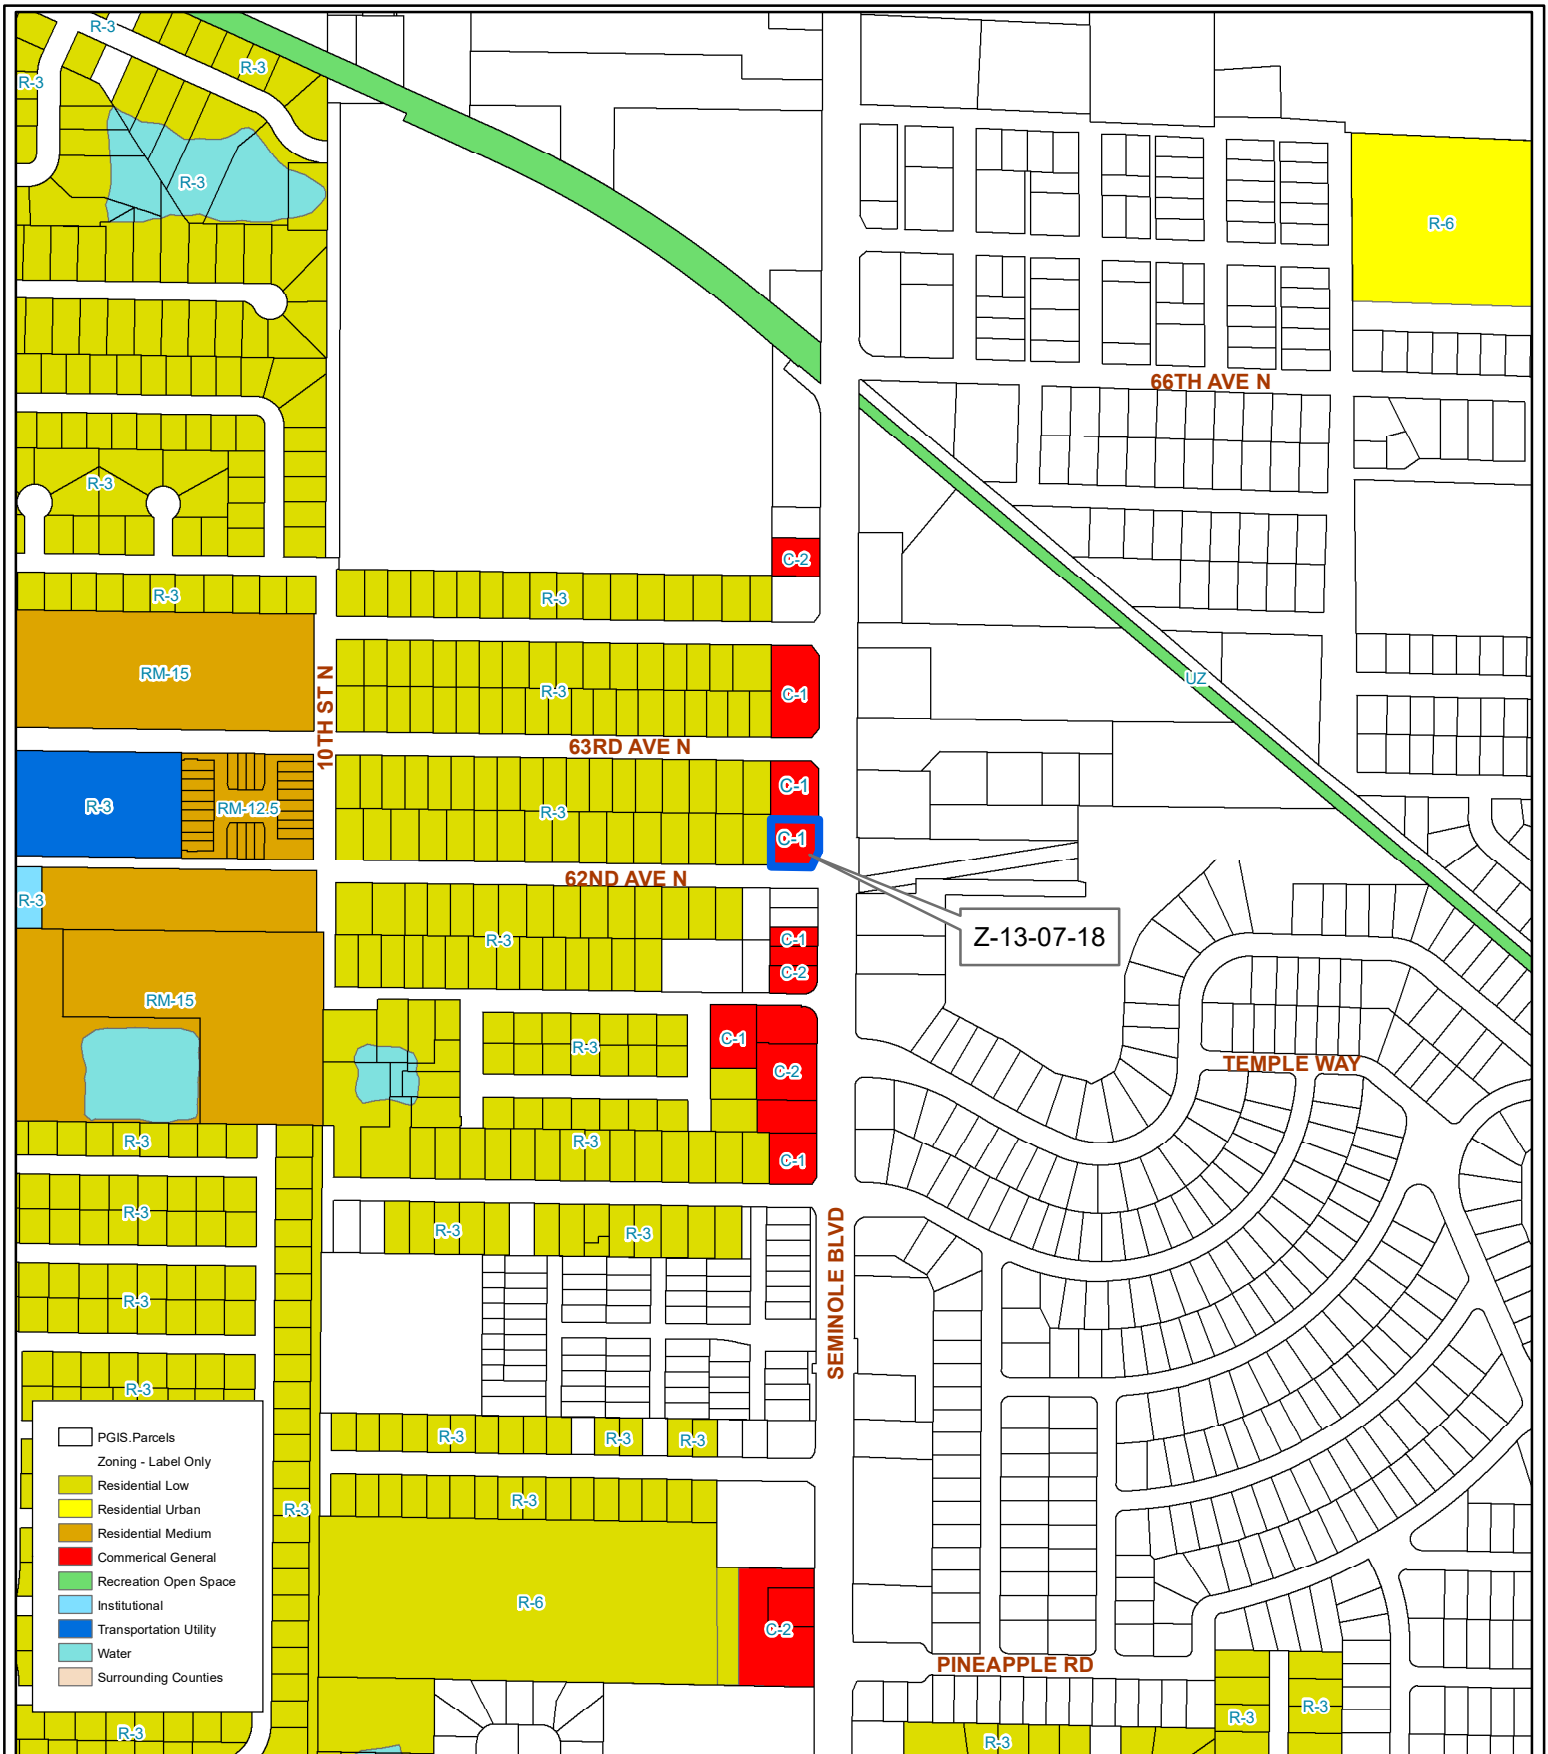 R-3
R-3
R-3
R-3
R-6
66TH AVE N
R-3
C-2
R-3
R-3
RM-15
10TH ST N
R-3
C-1
UZ
63RD AVE N
R-3
RM-12.5
R-3
C-1
C-1
62ND AVE N
R-3
R-3
C-1
Z-13-07-18
C-2
RM-15
R-3
C-1
C-2
TEMPLE WAY
R-3
R-3
C-1
R-3
R-3
R-3
SEMINOLE BLVD
R-3
R-3
R-3
R-3
R-3
R-3
R-3
R-6
C-2
PINEAPPLE RD
R-3
R-3
R-3
R-3
PGIS.Parcels
Zoning - Label Only
Residential Low
Residential Urban
Residential Medium
Commerical General
Recreation Open Space
Institutional
Transportation Utility
Water
Surrounding Counties